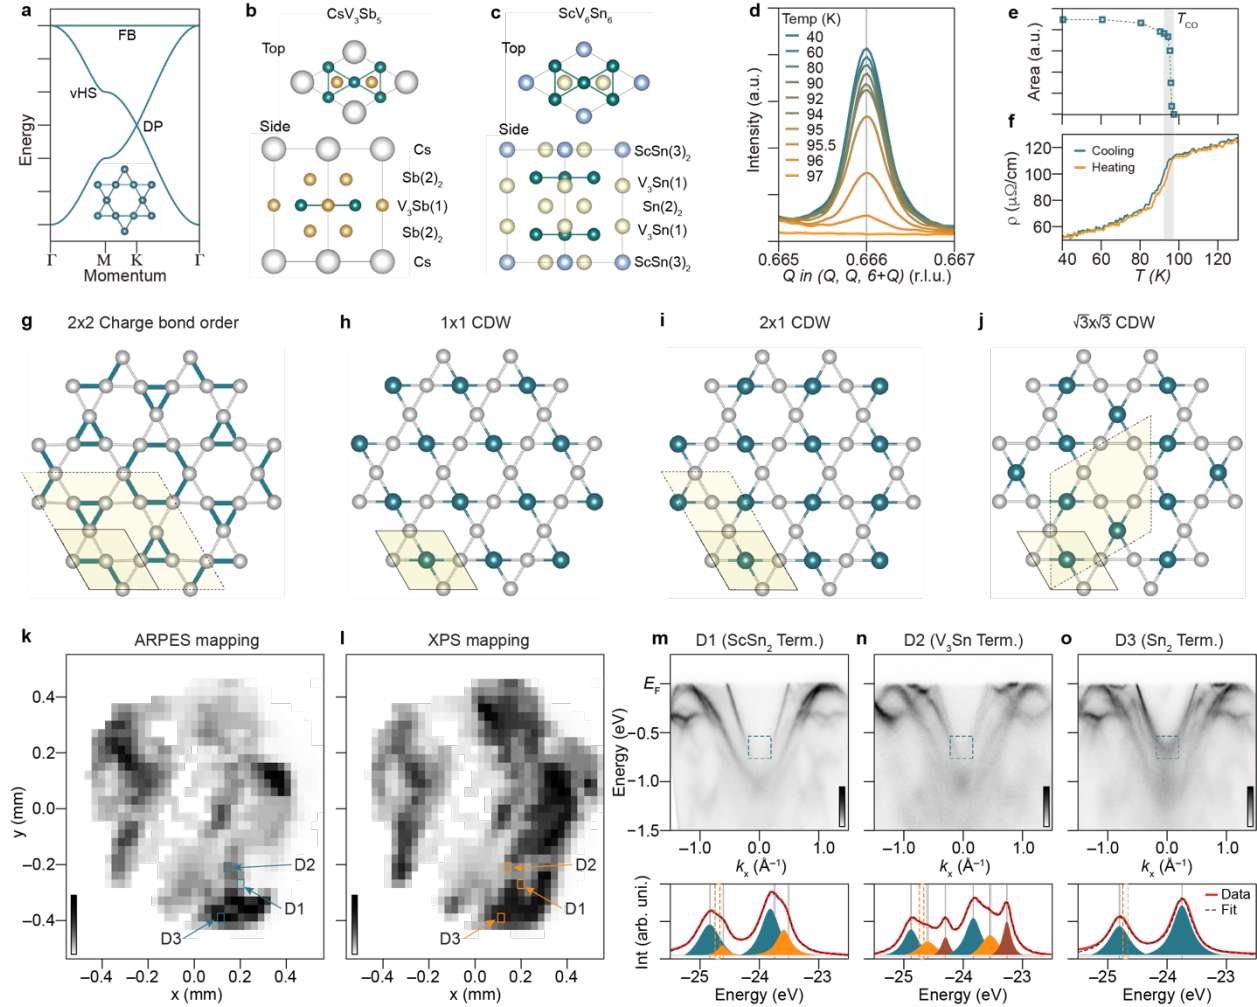 a
FB
vHS
DP
Energy
Γ M K Γ
Momentum
b CsV₃Sb₅
Top
Side
Cs
Sb(2)₂
V₃Sb(1)
Sb(2)₂
Cs
c ScV₆Sn₆
Top
Side
ScSn(3)₂
V₃Sn(1)
Sn(2)₂
V₃Sn(1)
ScSn(3)₂
d
Temp (K)
40
60
80
90
92
94
95
95.5
96
97
Intensity (a.u.)
0.665 0.666 0.667
Q in (Q, Q, 6+Q) (r.l.u.)
e
T_CO
Area (a.u.)
f
Cooling
Heating
120
100
80
60
ρ (μΩ/cm)
40 60 80 100 120
T (K)
g 2x2 Charge bond order
h 1x1 CDW
i 2x1 CDW
j √3x√3 CDW
k ARPES mapping
0.4
0.2
0.0
−0.2
−0.4
y (mm)
D2
D1
D3
−0.4 −0.2 0.0 0.2 0.4
x (mm)
l XPS mapping
D2
D1
D3
−0.4 −0.2 0.0 0.2 0.4
x (mm)
m D1 (ScSn₂ Term.)
E_F
−0.5
−1.0
−1.5
Energy (eV)
−1.0 0.0 1.0
kₓ (Å⁻¹)
Int (arb. uni.)
−25 −24 −23
Energy (eV)
n D2 (V₃Sn Term.)
−1.0 0.0 1.0
kₓ (Å⁻¹)
−25 −24 −23
Energy (eV)
o D3 (Sn₂ Term.)
−1.0 0.0 1.0
kₓ (Å⁻¹)
Data
Fit
−25 −24 −23
Energy (eV)